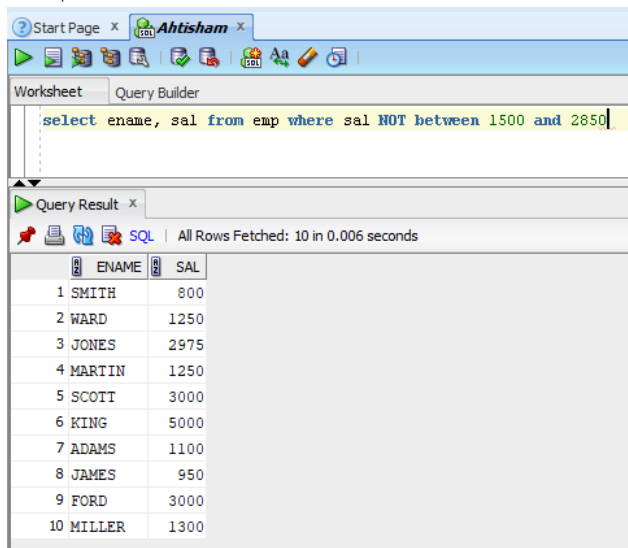 Start Page x Ahtisham x
Worksheet Query Builder
select ename, sal from emp where sal NOT between 1500 and 2850
Query Result x
SQL | All Rows Fetched: 10 in 0.006 seconds
ENAME SAL
1 SMITH 800
2 WARD 1250
3 JONES 2975
4 MARTIN 1250
5 SCOTT 3000
6 KING 5000
7 ADAMS 1100
8 JAMES 950
9 FORD 3000
10 MILLER 1300